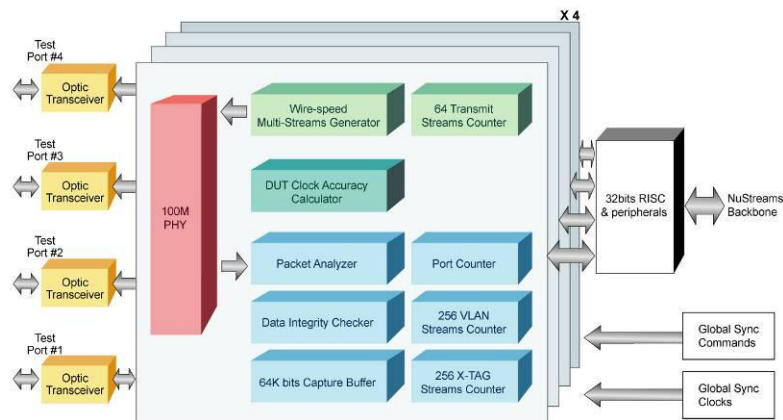 X 4
Test
Port #4
Optic
Transceiver
Test
Port #3
Optic
Transceiver
Test
Port #2
Optic
Transceiver
Test
Port #1
Optic
Transceiver
100M
PHY
Wire-speed
Multi-Streams Generator
64 Transmit
Streams Counter
DUT Clock Accuracy
Calculator
Packet Analyzer
Port Counter
Data Integrity Checker
256 VLAN
Streams Counter
64K bits Capture Buffer
256 X-TAG
Streams Counter
32bits RISC
& peripherals
NuStreams
Backbone
Global Sync
Commands
Global Sync
Clocks